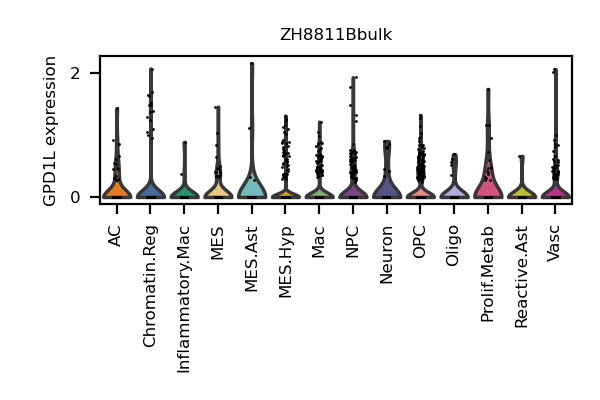 ZH8811Bbulk
GPD1L expression
2
0
AC
Chromatin.Reg
Inflammatory.Mac
MES
MES.Ast
MES.Hyp
Mac
NPC
Neuron
OPC
Oligo
Prolif.Metab
Reactive.Ast
Vasc